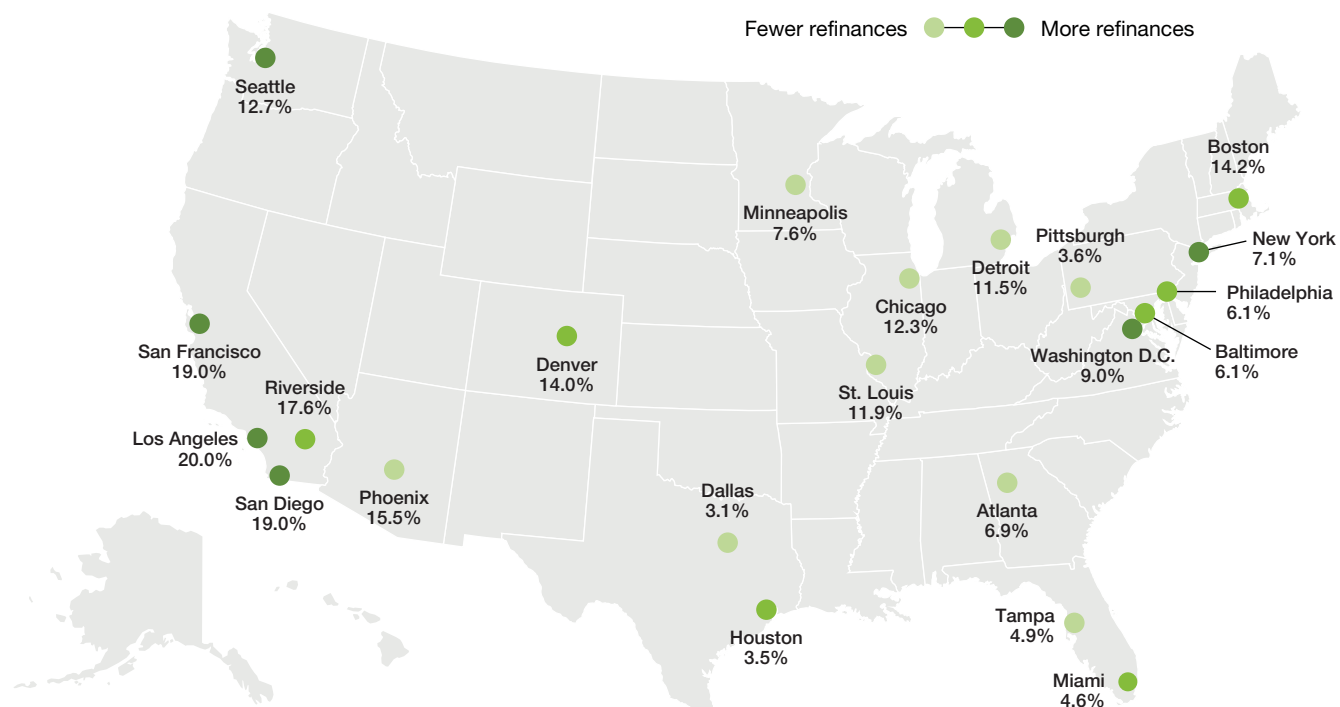 Fewer refinances
More refinances
Seattle
12.7%
Boston
14.2%
Minneapolis
7.6%
Pittsburgh
3.6%
New York
7.1%
Detroit
11.5%
Philadelphia
6.1%
Chicago
12.3%
San Francisco
19.0%
Denver
14.0%
Washington D.C.
9.0%
Baltimore
6.1%
Riverside
17.6%
St. Louis
11.9%
Los Angeles
20.0%
San Diego
19.0%
Phoenix
15.5%
Dallas
3.1%
Atlanta
6.9%
Houston
3.5%
Tampa
4.9%
Miami
4.6%